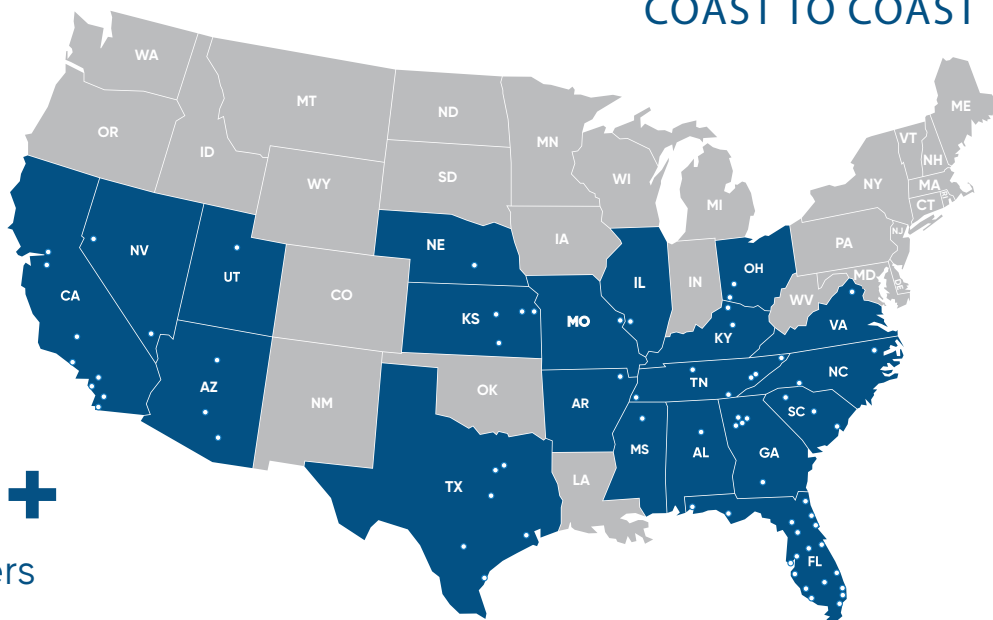 COAST TO COAST
WA
MT
ND
MN
ME
OR
ID
SD
WI
VT
NH
WY
MI
NY
MA
CT
RI
NV
NE
IA
PA
NJ
UT
CO
IL
IN
OH
MD
DE
CA
WV
KS
MO
KY
VA
AZ
NM
OK
AR
TN
NC
SC
TX
LA
MS
AL
GA
FL
+
ers